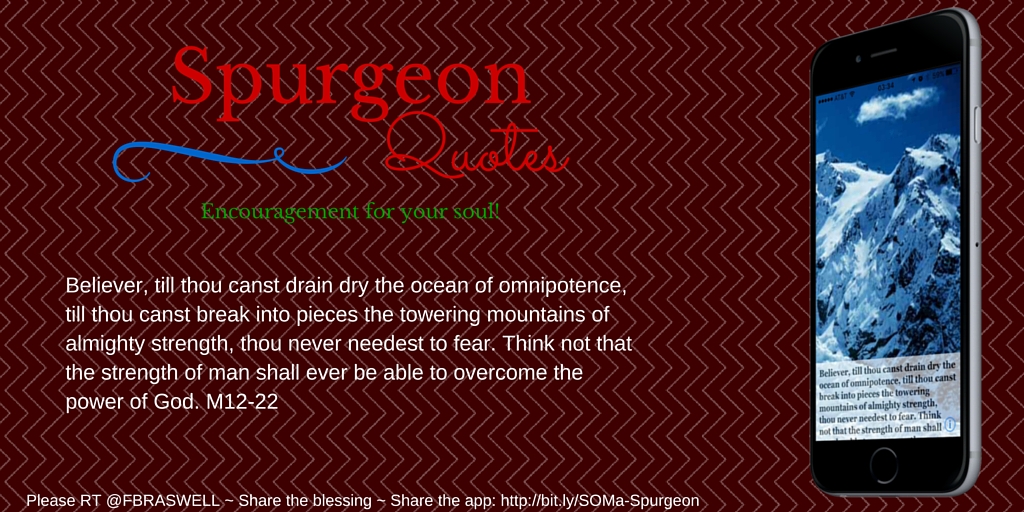 Spurgeon
Quotes
Encouragement for your soul!
Believer, till thou canst drain dry the ocean of omnipotence,
till thou canst break into pieces the towering mountains of
almighty strength, thou never needest to fear. Think not that
the strength of man shall ever be able to overcome the
power of God. M12-22
Please RT @FBRASWELL ~ Share the blessing ~ Share the app: http://bit.ly/SOMa-Spurgeon
AT&T
Believer, till thou canst drain dry the
ocean of omnipotence, till thou canst
break into pieces the towering
mountains of almighty strength,
thou never needest to fear. Think
not that the strength of man shall